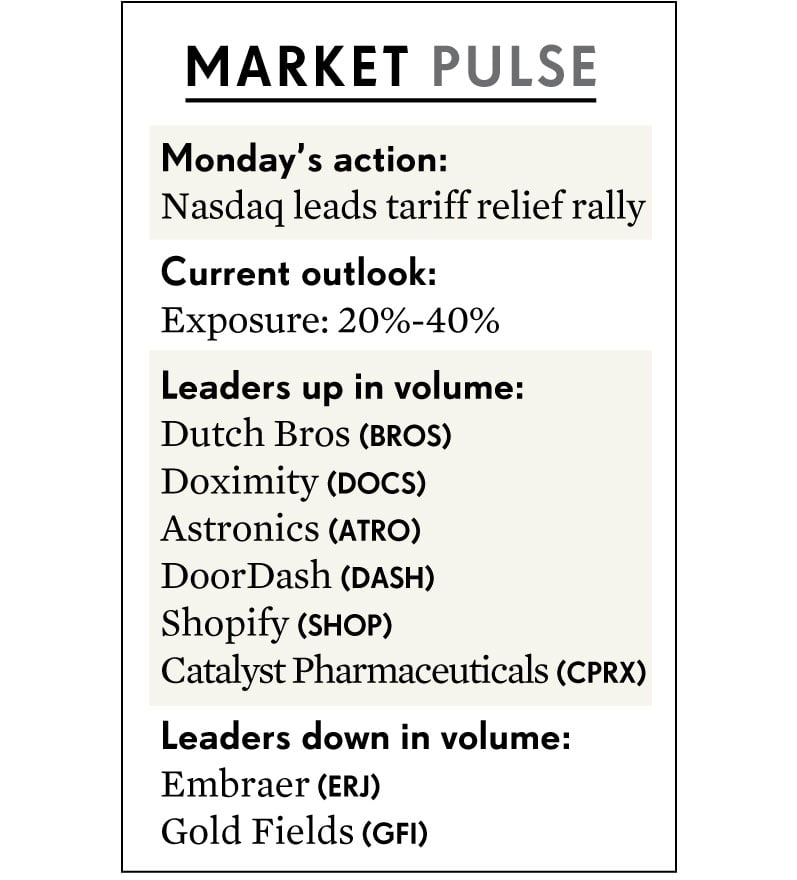 MARKET PULSE
Monday's action:
Nasdaq leads tariff relief rally
Current outlook:
Exposure: 20%-40%
Leaders up in volume:
Dutch Bros (BROS)
Doximity (DOCS)
Astronics (ATRO)
DoorDash (DASH)
Shopify (SHOP)
Catalyst Pharmaceuticals (CPRX)
Leaders down in volume:
Embraer (ERJ)
Gold Fields (GFI)